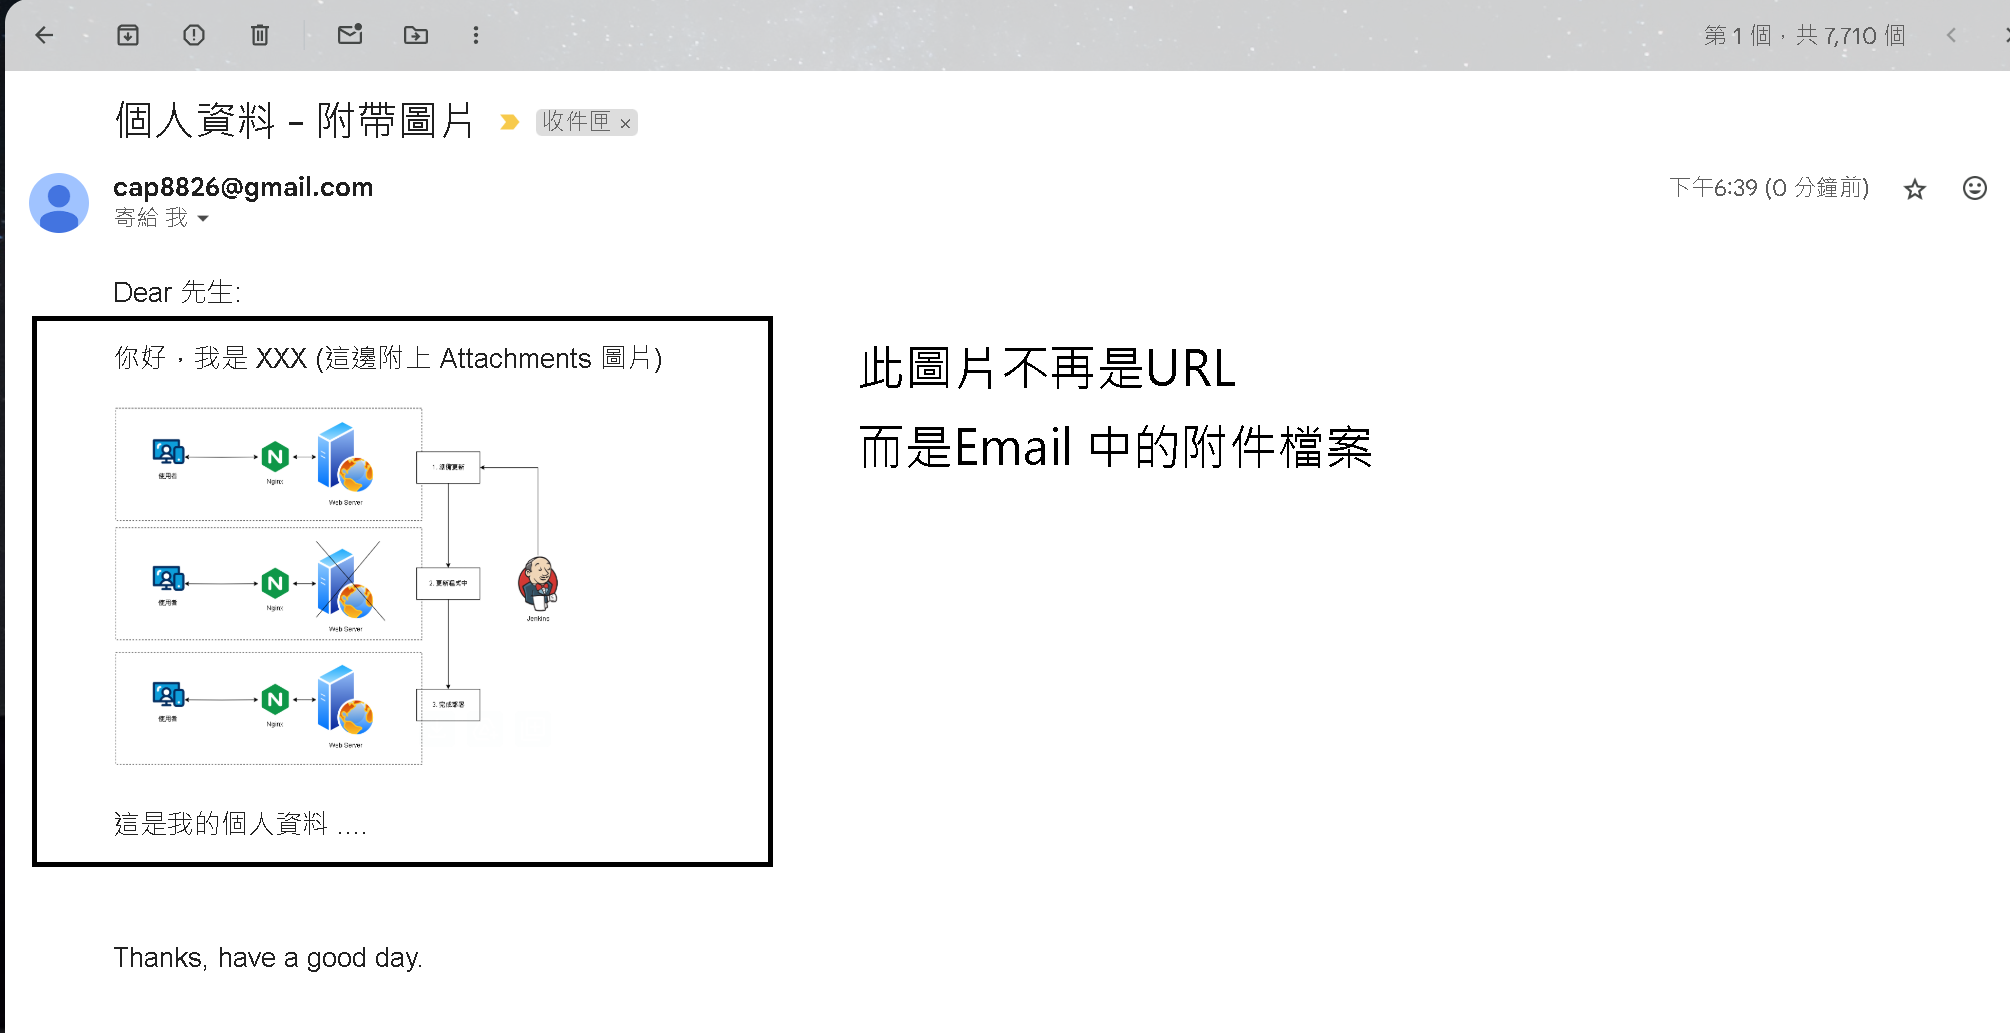 第 1 個，共 7,710 個
個人資料 – 附帶圖片
收件匣 ×
cap8826@gmail.com
下午6:39 (0 分鐘前)
寄給 我
Dear 先生:
你好，我是 XXX (這邊附上 Attachments 圖片)
此圖片不再是URL
而是Email 中的附件檔案
使用者
Nginx
Web Server
1. 準備更新
使用者
Nginx
Web Server
2. 更新程式中
Jenkins
使用者
Nginx
Web Server
3. 完成部署
這是我的個人資料 ....
Thanks, have a good day.